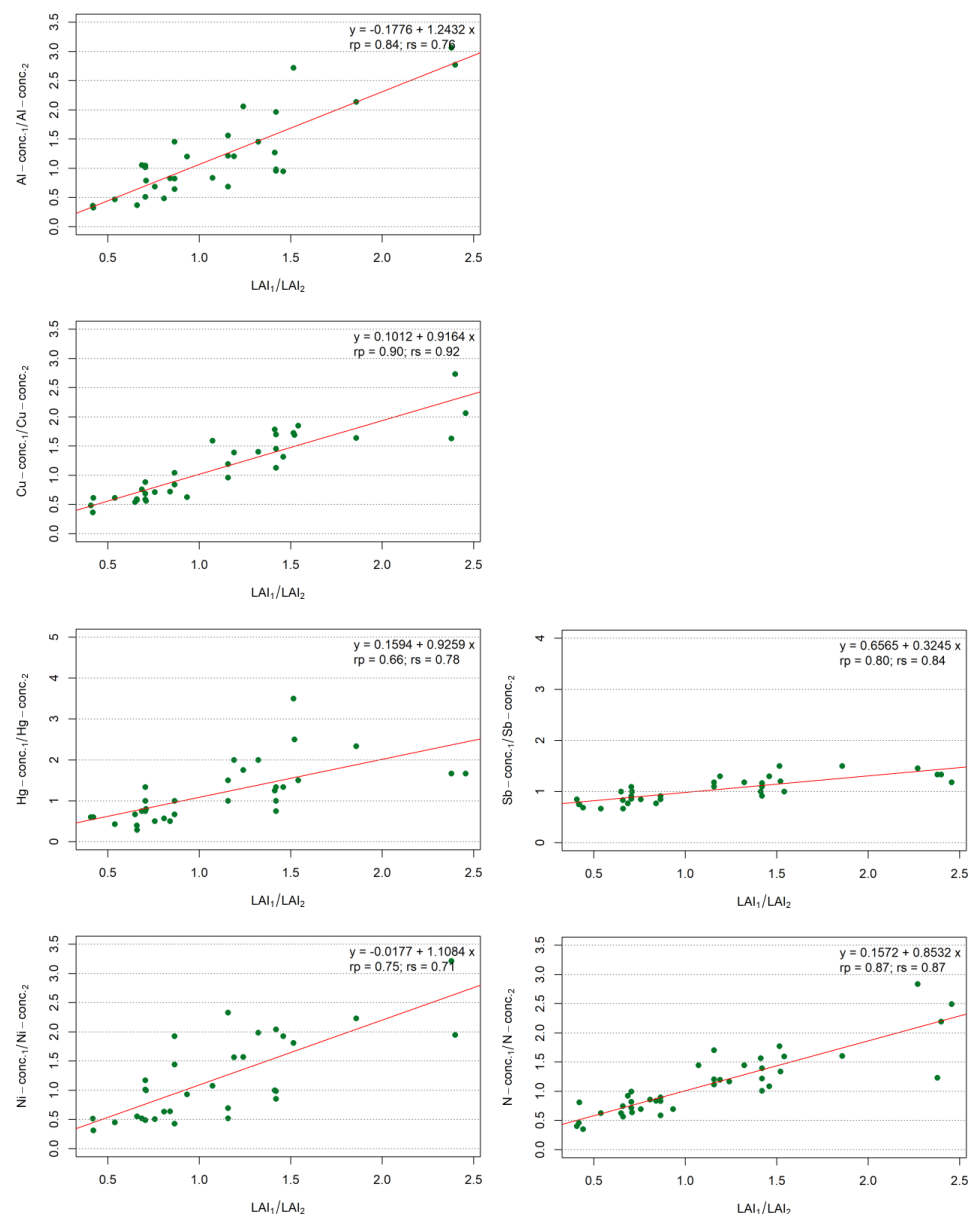 y = -0.1776 + 1.2432 x
rp = 0.84; rs = 0.76
Al – conc.₁/Al – conc.₂
0.0 0.5 1.0 1.5 2.0 2.5 3.0 3.5
0.5 1.0 1.5 2.0 2.5
LAI₁/LAI₂
y = 0.1012 + 0.9164 x
rp = 0.90; rs = 0.92
Cu – conc.₁/Cu – conc.₂
0.0 0.5 1.0 1.5 2.0 2.5 3.0 3.5
0.5 1.0 1.5 2.0 2.5
LAI₁/LAI₂
y = 0.1594 + 0.9259 x
rp = 0.66; rs = 0.78
Hg – conc.₁/Hg – conc.₂
0 1 2 3 4 5
0.5 1.0 1.5 2.0 2.5
LAI₁/LAI₂
y = 0.6565 + 0.3245 x
rp = 0.80; rs = 0.84
Sb – conc.₁/Sb – conc.₂
0 1 2 3 4
0.5 1.0 1.5 2.0 2.5
LAI₁/LAI₂
y = -0.0177 + 1.1084 x
rp = 0.75; rs = 0.71
Ni – conc.₁/Ni – conc.₂
0.0 0.5 1.0 1.5 2.0 2.5 3.0 3.5
0.5 1.0 1.5 2.0 2.5
LAI₁/LAI₂
y = 0.1572 + 0.8532 x
rp = 0.87; rs = 0.87
N – conc.₁/N – conc.₂
0.0 0.5 1.0 1.5 2.0 2.5 3.0 3.5
0.5 1.0 1.5 2.0 2.5
LAI₁/LAI₂